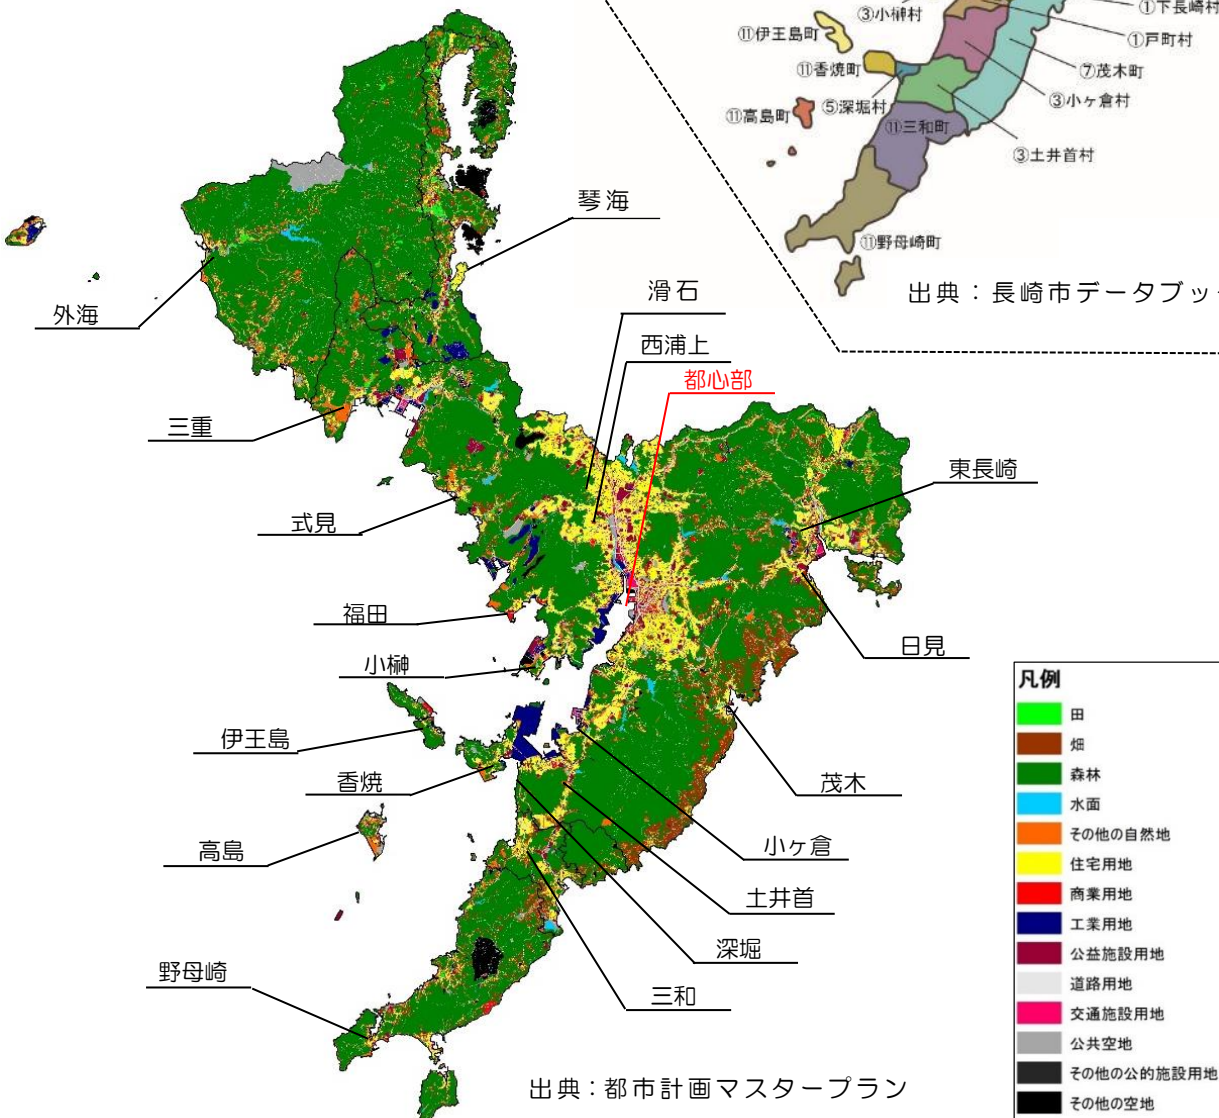 ③小榊村
①下長崎村
⑪伊王島町
①戸町村
⑪香焼町
⑦茂木町
⑤深堀村
③小ヶ倉村
⑪高島町
⑪三和町
③土井首村
⑪野母崎町
出典：長崎市データブッ
琴海
外海
滑石
西浦上
都心部
三重
東長崎
式見
福田
日見
小榊
伊王島
香焼
茂木
高島
小ヶ倉
土井首
深堀
野母崎
三和
出典：都市計画マスタープラン
凡例
田
畑
森林
水面
その他の自然地
住宅用地
商業用地
工業用地
公益施設用地
道路用地
交通施設用地
公共空地
その他の公的施設用地
その他の空地